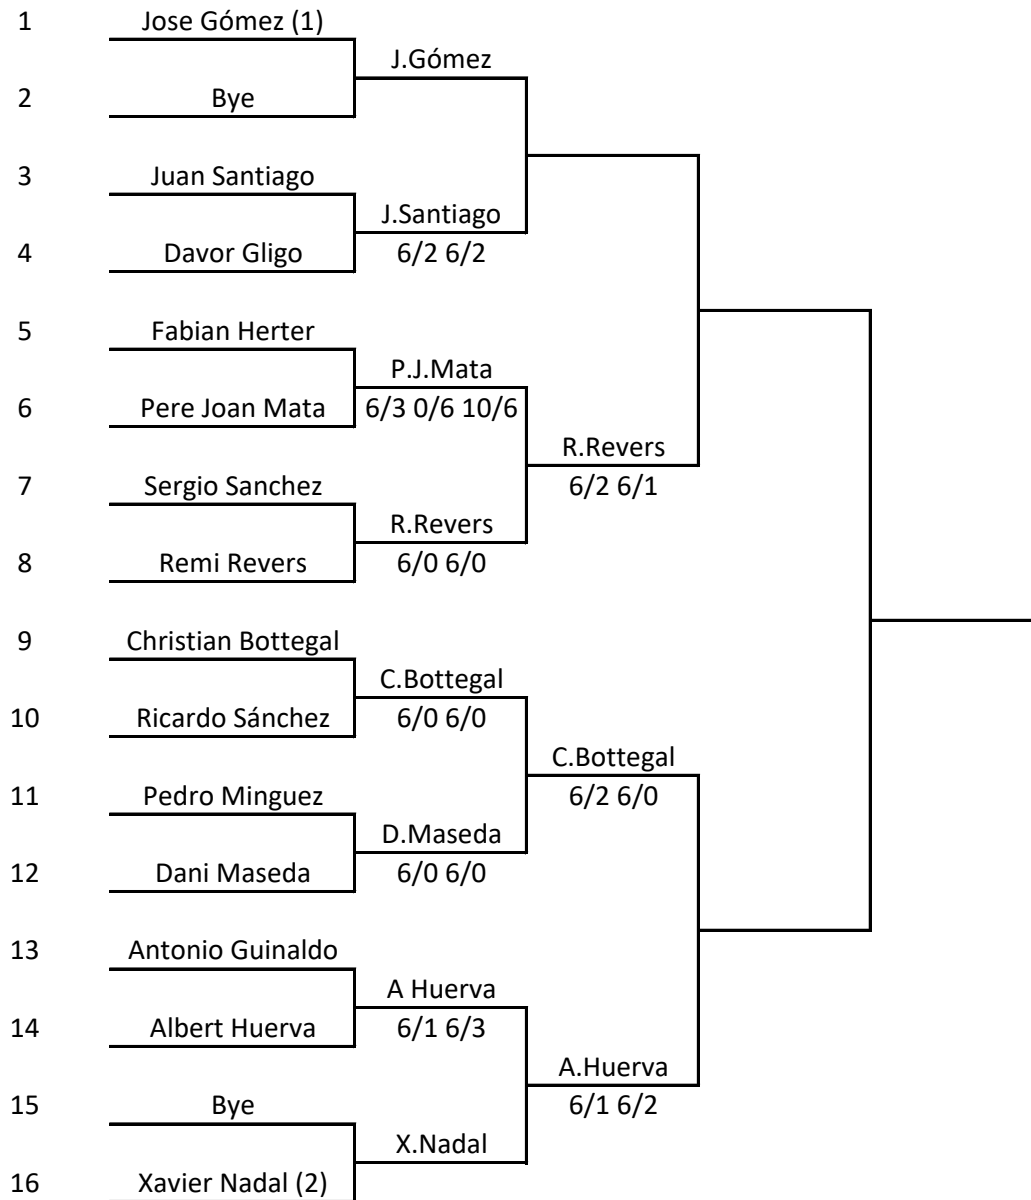 1 Jose Gómez (1)
J.Gómez
2 Bye
3 Juan Santiago
J.Santiago
4 Davor Gligo 6/2 6/2
5 Fabian Herter
P.J.Mata
6 Pere Joan Mata 6/3 0/6 10/6
R.Revers
7 Sergio Sanchez 6/2 6/1
R.Revers
8 Remi Revers 6/0 6/0
9 Christian Bottegal
C.Bottegal
10 Ricardo Sánchez 6/0 6/0
C.Bottegal
11 Pedro Minguez 6/2 6/0
D.Maseda
12 Dani Maseda 6/0 6/0
13 Antonio Guinaldo
A Huerva
14 Albert Huerva 6/1 6/3
A.Huerva
15 Bye 6/1 6/2
X.Nadal
16 Xavier Nadal (2)